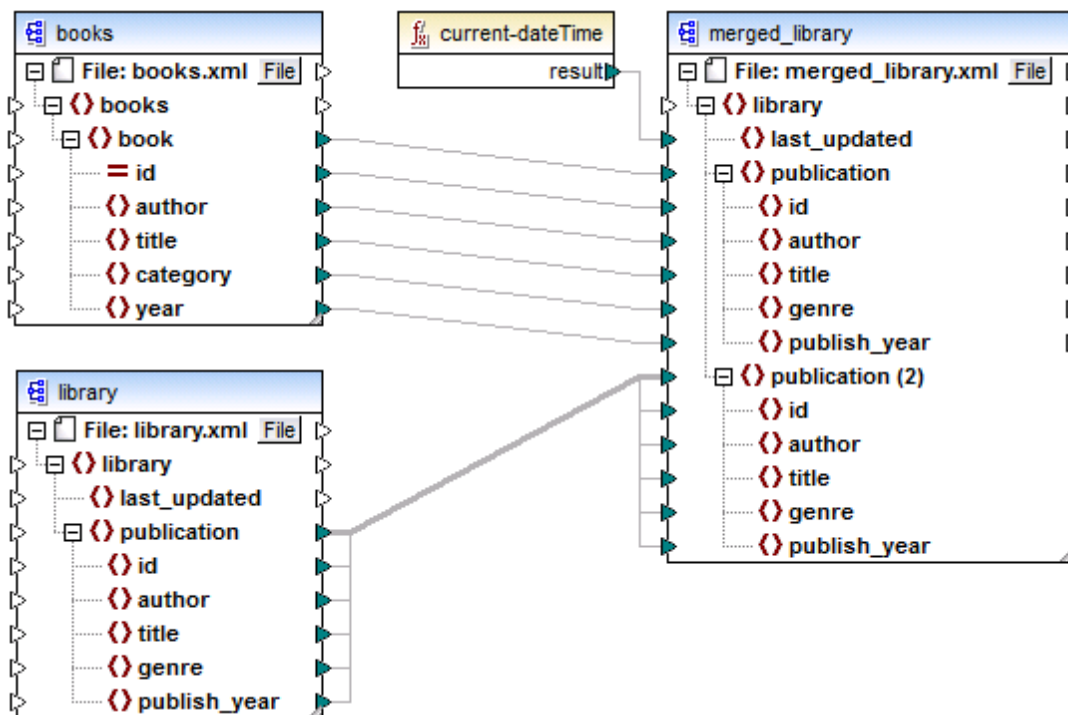 books
File: books.xml File
books
book
id
author
title
category
year
current-dateTime
result
merged_library
File: merged_library.xml File
library
last_updated
publication
id
author
title
genre
publish_year
publication (2)
id
author
title
genre
publish_year
library
File: library.xml File
library
last_updated
publication
id
author
title
genre
publish_year